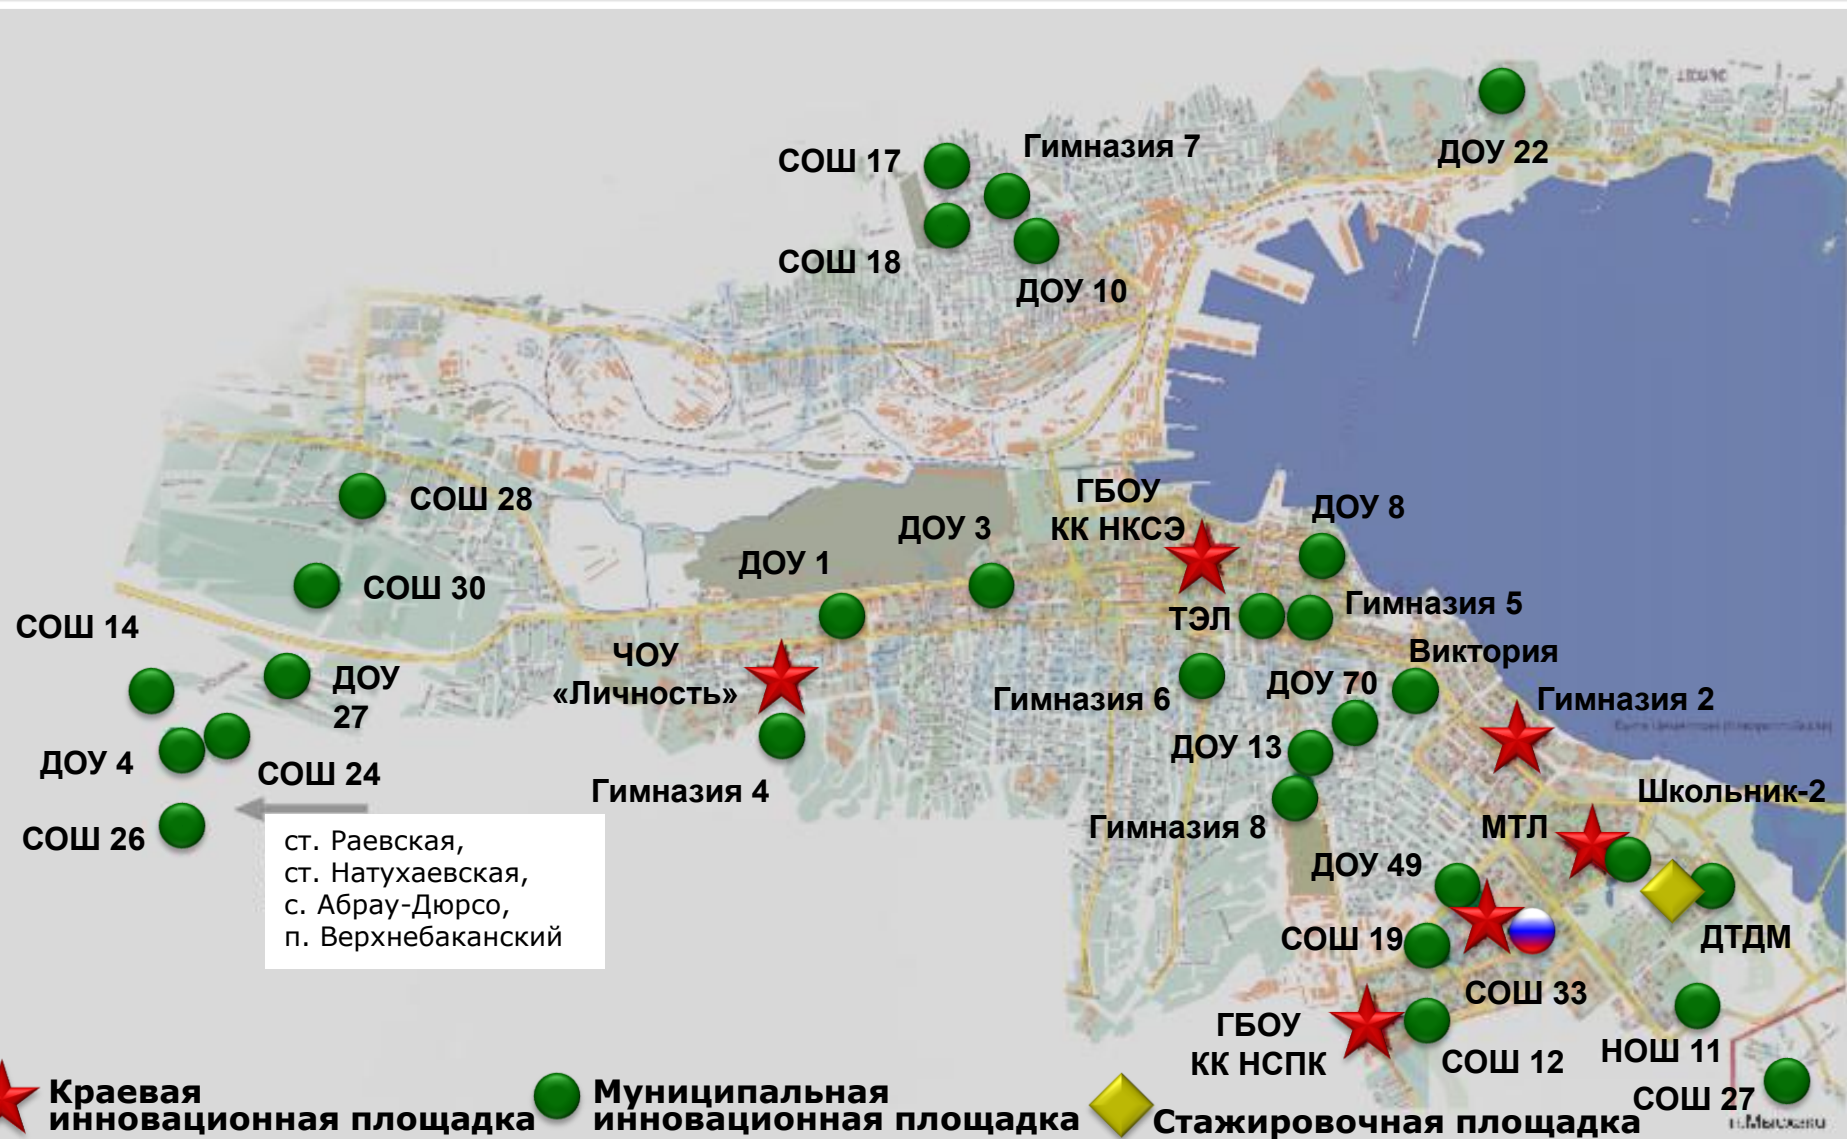 СОШ 17
Гимназия 7
ДОУ 22
СОШ 18
ДОУ 10
СОШ 28
ГБОУ
КК НКСЭ
ДОУ 8
ДОУ 3
ДОУ 1
СОШ 30
СОШ 14
ТЭЛ
Гимназия 5
ЧОУ
«Личность»
Виктория
ДОУ
27
Гимназия 6
ДОУ 70
Гимназия 2
ДОУ 4
СОШ 24
ДОУ 13
Гимназия 4
Школьник-2
СОШ 26
Гимназия 8
МТЛ
ст. Раевская,
ст. Натухаевская,
с. Абрау-Дюрсо,
п. Верхнебаканский
ДОУ 49
СОШ 19
ДТДМ
СОШ 33
ГБОУ
КК НСПК
СОШ 12
НОШ 11
СОШ 27
п.Мысхако
Краевая
инновационная площадка
Муниципальная
инновационная площадка
Стажировочная площадка